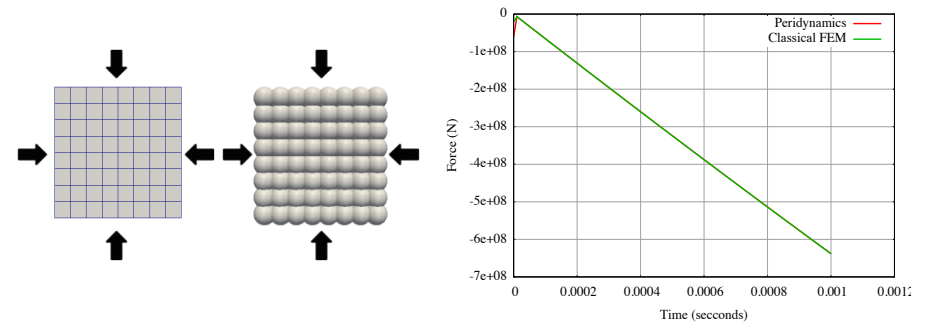 0
-1e+08
-2e+08
-3e+08
-4e+08
-5e+08
-6e+08
-7e+08
Force (N)
Peridynamics
Classical FEM
0 0.0002 0.0004 0.0006 0.0008 0.001 0.0012
Time (secconds)